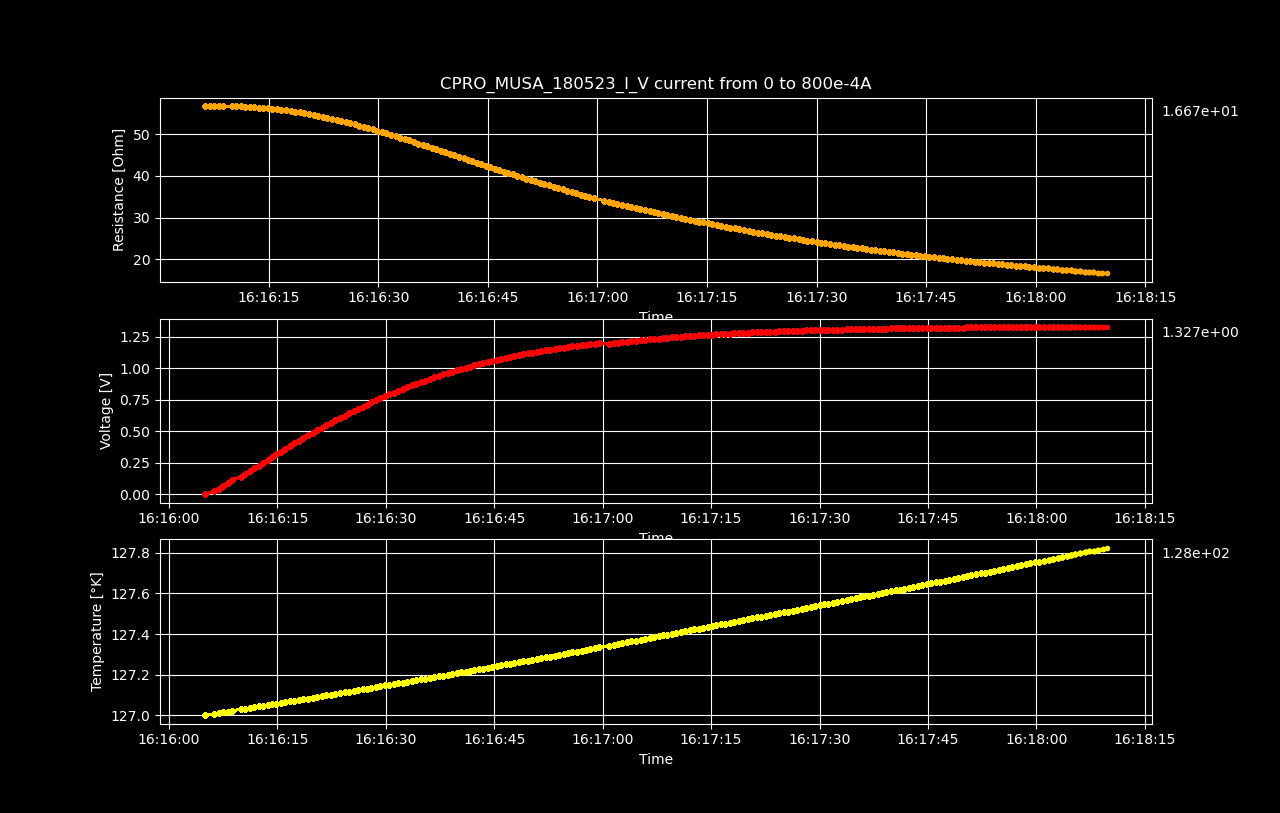 CPRO_MUSA_180523_I_V current from 0 to 800e-4A
1.667e+01
Resistance [Ohm]
50
40
30
20
16:16:15 16:16:30 16:16:45 16:17:00 16:17:15 16:17:30 16:17:45 16:18:00 16:18:15
Time
1.327e+00
Voltage [V]
1.25
1.00
0.75
0.50
0.25
0.00
16:16:00 16:16:15 16:16:30 16:16:45 16:17:00 16:17:15 16:17:30 16:17:45 16:18:00 16:18:15
Time
1.28e+02
Temperature [°K]
127.8
127.6
127.4
127.2
127.0
16:16:00 16:16:15 16:16:30 16:16:45 16:17:00 16:17:15 16:17:30 16:17:45 16:18:00 16:18:15
Time